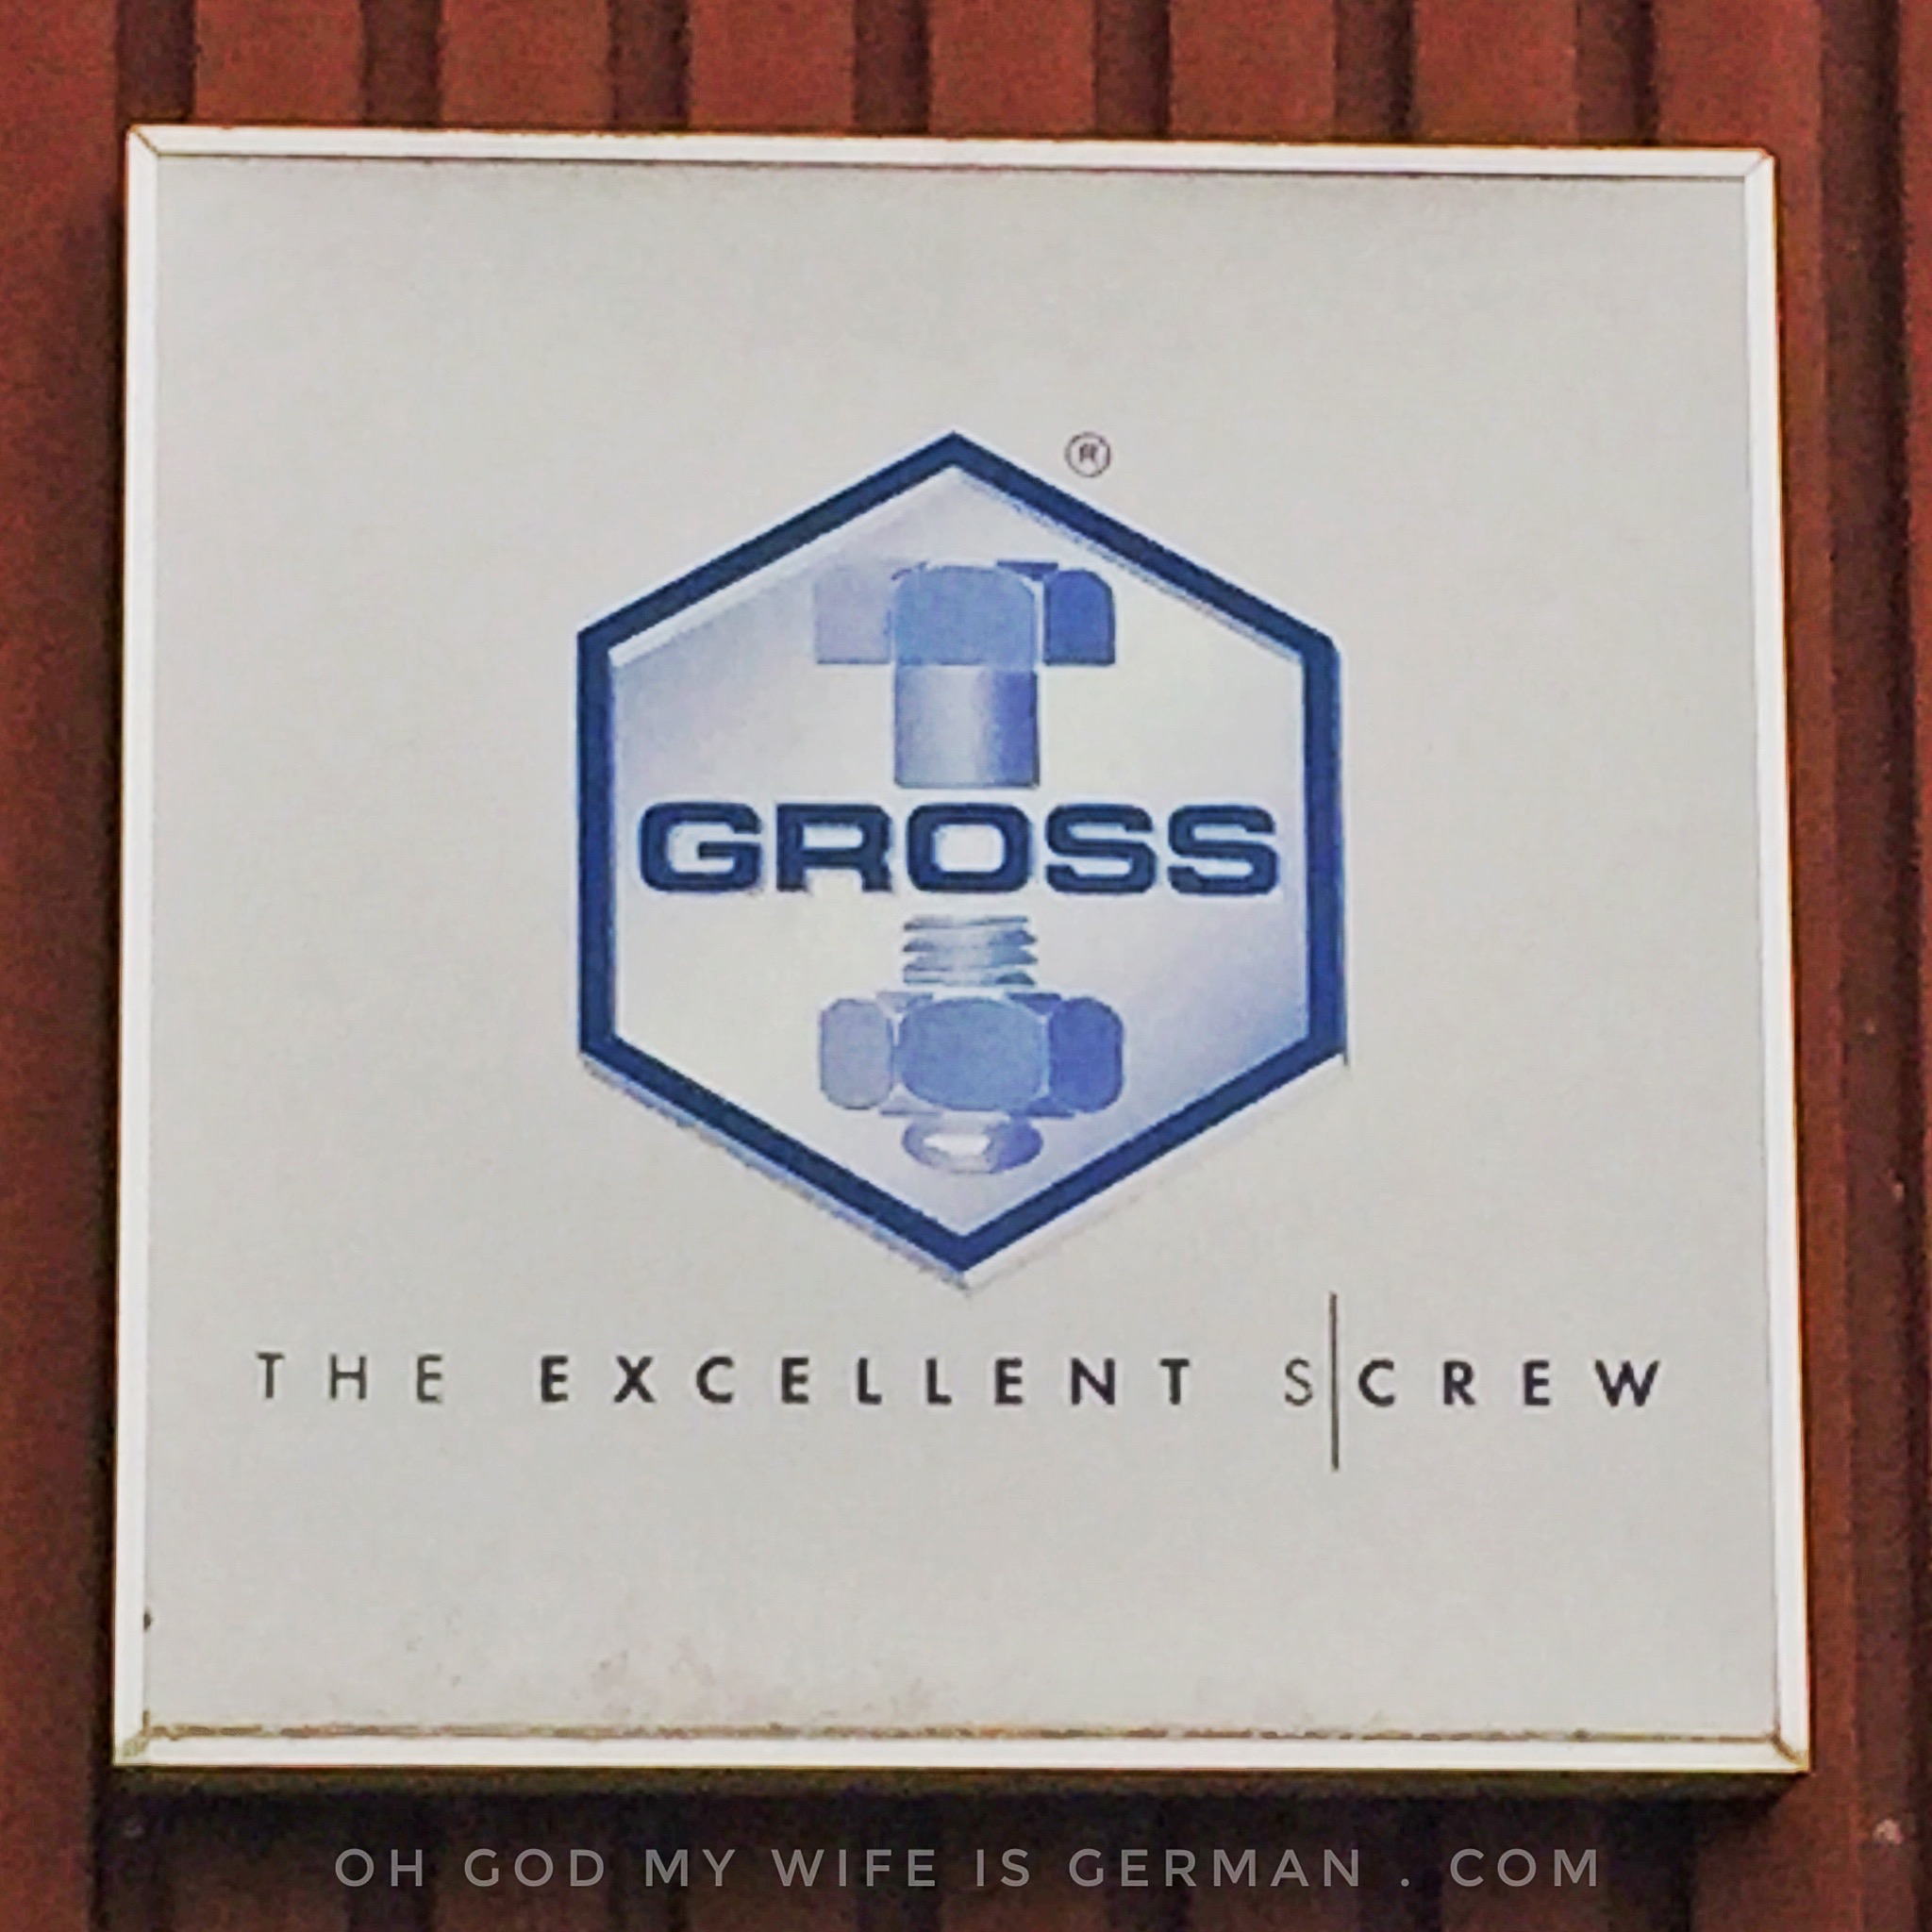 ®
GROSS
THE EXCELLENT S|CREW
OH GOD MY WIFE IS GERMAN . COM